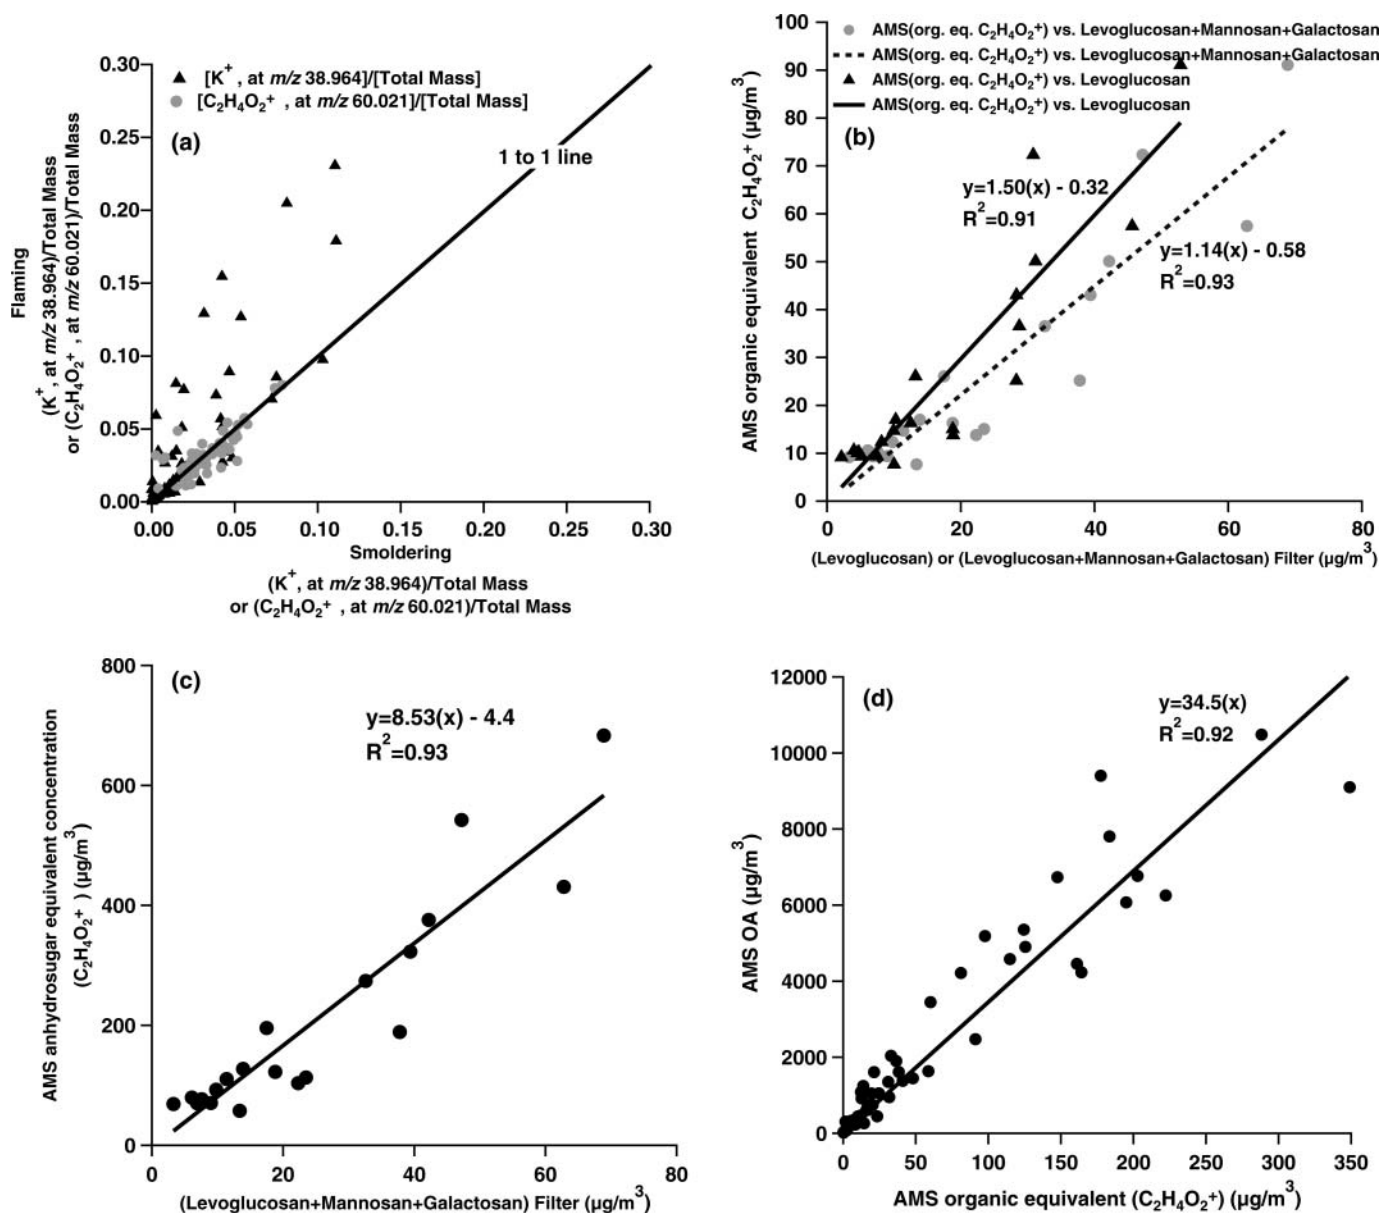 0.30
0.25
0.20
0.15
0.10
0.05
0.00
▲ [K⁺, at m/z 38.964]/[Total Mass]
● [C₂H₄O₂⁺, at m/z 60.021]/[Total Mass]
(a)
1 to 1 line
Flaming
(K⁺, at m/z 38.964)/Total Mass
or (C₂H₄O₂⁺, at m/z 60.021)/Total Mass
0.00 0.05 0.10 0.15 0.20 0.25 0.30
Smoldering
(K⁺, at m/z 38.964)/Total Mass
or (C₂H₄O₂⁺, at m/z 60.021)/Total Mass
100
90
80
70
60
50
40
30
20
10
0
AMS(org. eq. C₂H₄O₂⁺) vs. Levoglucosan+Mannosan+Galactosan
AMS(org. eq. C₂H₄O₂⁺) vs. Levoglucosan+Mannosan+Galactosan
AMS(org. eq. C₂H₄O₂⁺) vs. Levoglucosan
AMS(org. eq. C₂H₄O₂⁺) vs. Levoglucosan
(b)
y=1.50(x) - 0.32
R²=0.91
y=1.14(x) - 0.58
R²=0.93
AMS organic equivalent C₂H₄O₂⁺ (µg/m³)
0 20 40 60 80
(Levoglucosan) or (Levoglucosan+Mannosan+Galactosan) Filter (µg/m³)
800
600
400
200
0
(c)
y=8.53(x) - 4.4
R²=0.93
AMS anhydrosugar equivalent concentration
(C₂H₄O₂⁺) (µg/m³)
0 20 40 60 80
(Levoglucosan+Mannosan+Galactosan) Filter (µg/m³)
12000
10000
8000
6000
4000
2000
0
(d)
y=34.5(x)
R²=0.92
AMS OA (µg/m³)
0 50 100 150 200 250 300 350
AMS organic equivalent (C₂H₄O₂⁺) (µg/m³)